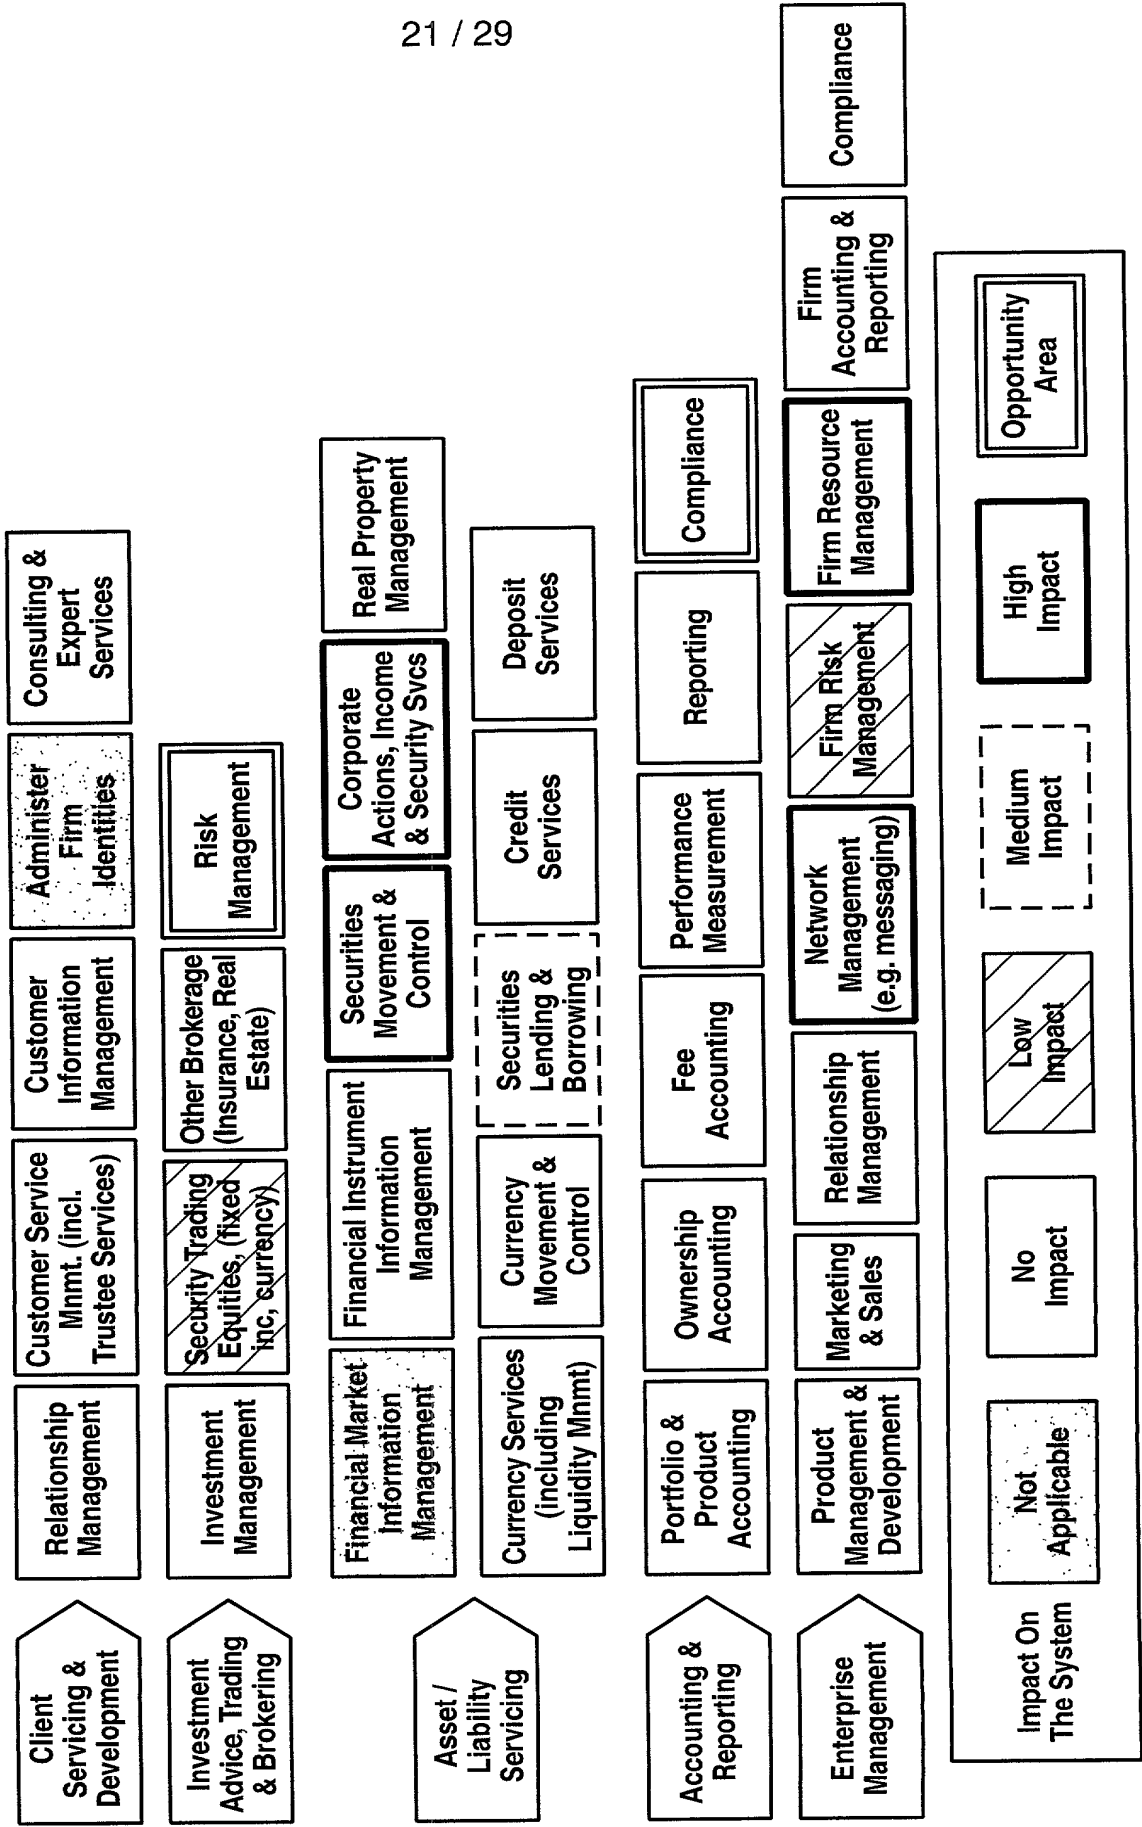 21 / 29
Client
Servicing &
Development
Relationship
Management
Customer Service
Mnmt. (incl.
Trustee Services)
Customer
Information
Management
Administer
Firm
Identities
Consulting &
Expert
Services
Investment
Advice, Trading
& Brokering
Investment
Management
Security Trading
Equities, (fixed
inc, currency)
Other Brokerage
(Insurance, Real
Estate)
Risk
Management
Asset /
Liability
Servicing
Financial Market
Information
Management
Financial Instrument
Information
Management
Securities
Movement &
Control
Corporate
Actions, Income
& Security Svcs
Real Property
Management
Currency Services
(including
Liquidity Mnmt)
Currency
Movement &
Control
Securities
Lending &
Borrowing
Credit
Services
Deposit
Services
Accounting &
Reporting
Portfolio &
Product
Accounting
Ownership
Accounting
Fee
Accounting
Performance
Measurement
Reporting
Compliance
Enterprise
Management
Product
Management &
Development
Marketing
& Sales
Relationship
Management
Network
Management
(e.g. messaging)
Firm Risk
Management
Firm Resource
Management
Firm
Accounting &
Reporting
Compliance
Impact On
The System
Not
Applicable
No
Impact
Low
Impact
Medium
Impact
High
Impact
Opportunity
Area